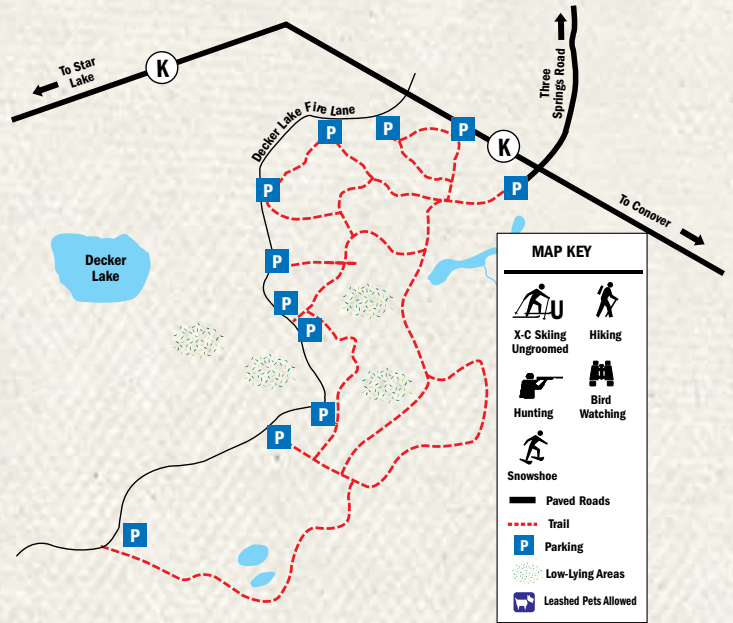 To Star
Lake
K
Decker Lake Fire Lane
Three
Springs Road
P
P
P
K
P
P
To Conover
Decker
Lake
P
P
P
P
P
P
MAP KEY
U
X-C Skiing
Ungroomed
Hiking
Hunting
Bird
Watching
Snowshoe
Paved Roads
Trail
P
Parking
Low-Lying Areas
Leashed Pets Allowed